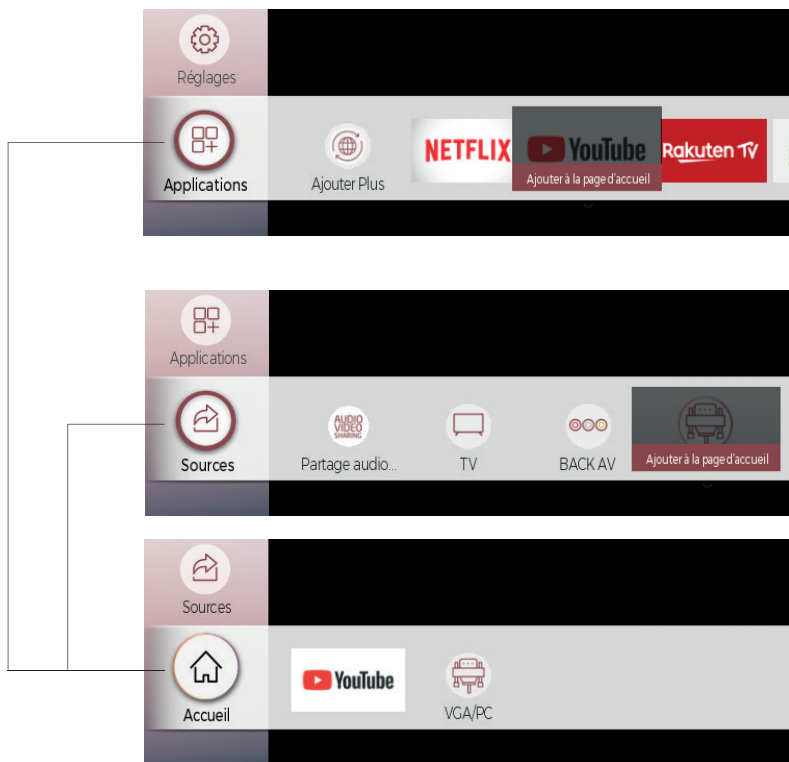 Réglages
Applications
Ajouter Plus
NETFLIX
YouTube
Ajouter à la page d'accueil
Rakuten TV
Applications
Sources
AUDIO
VIDEO
SHARING
Partage audio...
TV
BACK AV
Ajouter à la page d'accueil
Sources
Accueil
YouTube
VGA/PC